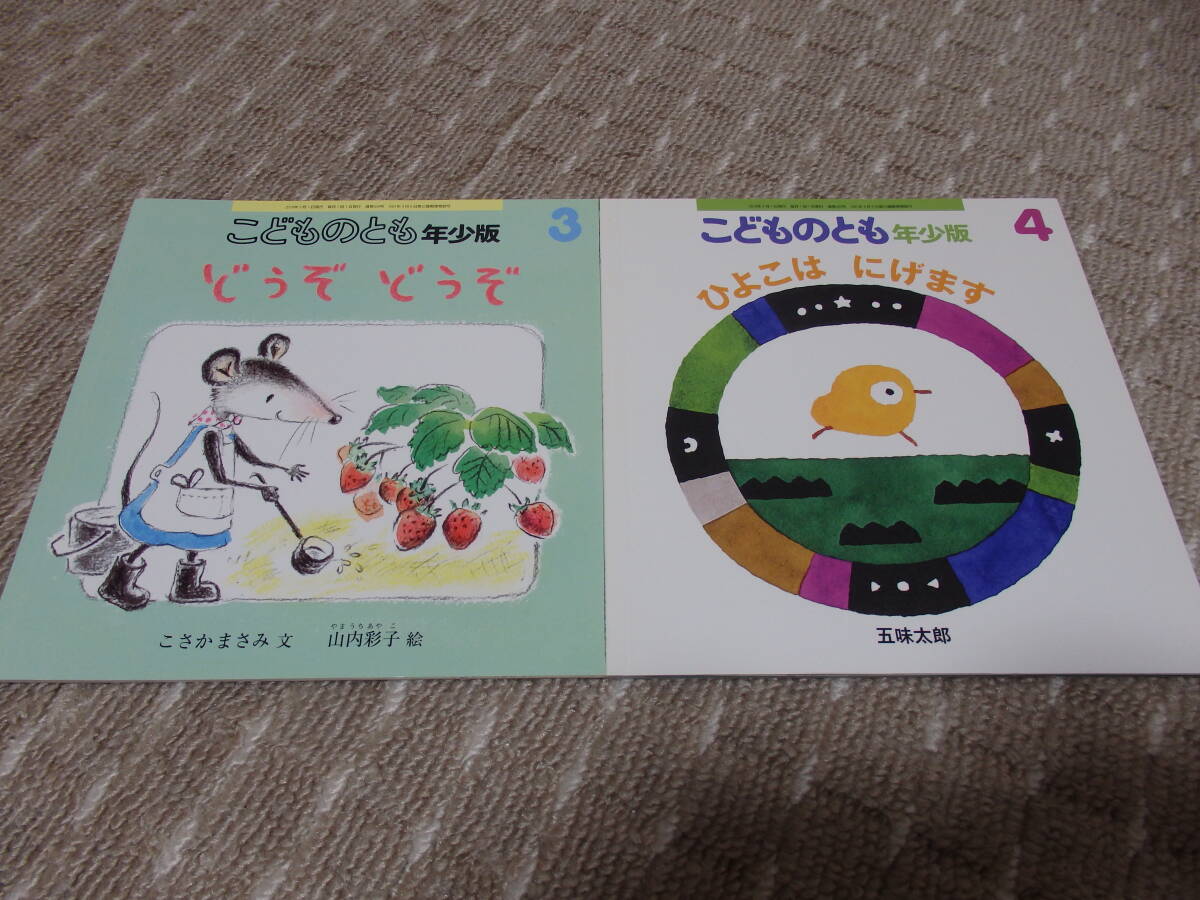 こどものとも 年少版
3
どうぞ どうぞ
やまうちあやこ
こさかまさみ 文 山内彩子 絵
こどものとも 年少版
4
ひよこは にげます
五味太郎